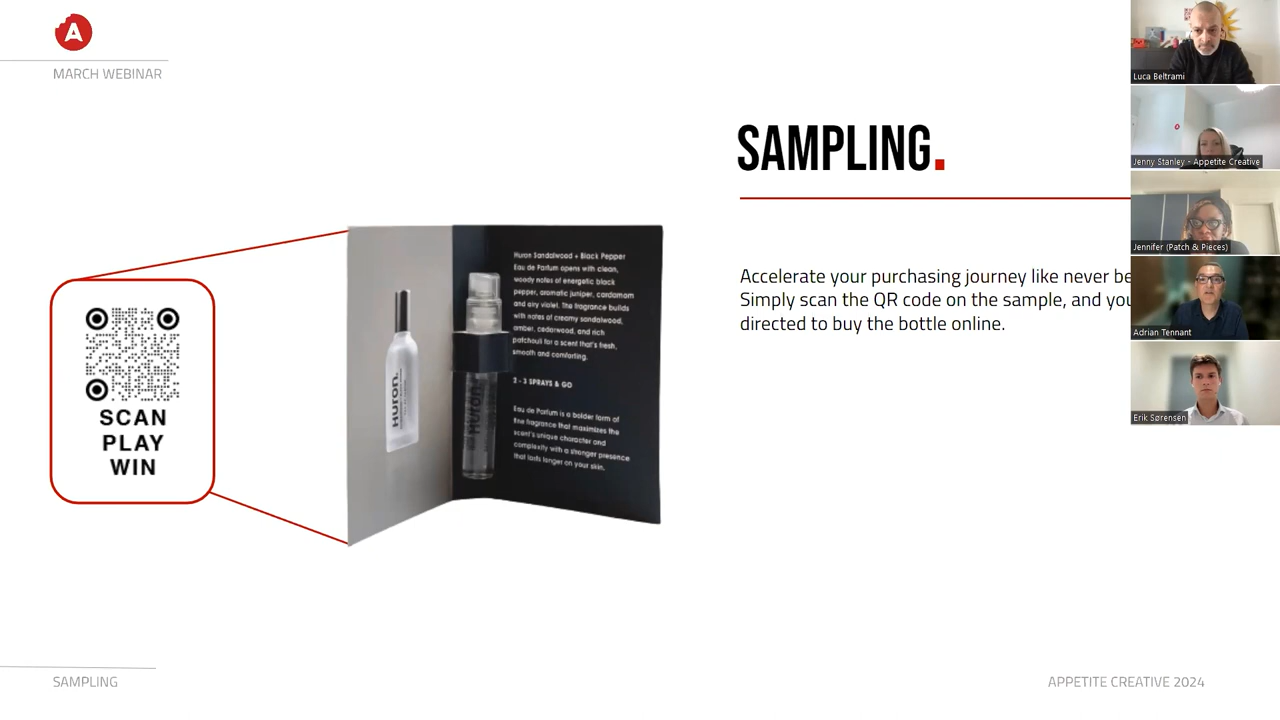 A
MARCH WEBINAR
SAMPLING.
Accelerate your purchasing journey like never be
Simply scan the QR code on the sample, and you
directed to buy the bottle online.
SCAN
PLAY
WIN
Huron.
Huron Sandalwood + Black Pepper
Eau de Parfum opens with clean,
woody notes of energetic black
pepper, aromatic juniper, cardamom
and airy violet. The fragrance builds
with notes of creamy sandalwood,
amber, cedarwood, and rich
patchouli for a scent that's fresh,
smooth and comforting.
2 - 3 SPRAYS & GO
Eau de Parfum is a bolder form of
the fragrance that maximizes the
scent's unique character and
complexity with a stronger presence
that lasts longer on your skin.
Huron
Luca Beltrami
Jenny Stanley - Appetite Creative
Jennifer (Patch & Pieces)
Adrian Tennant
Erik Sørensen
SAMPLING
APPETITE CREATIVE 2024